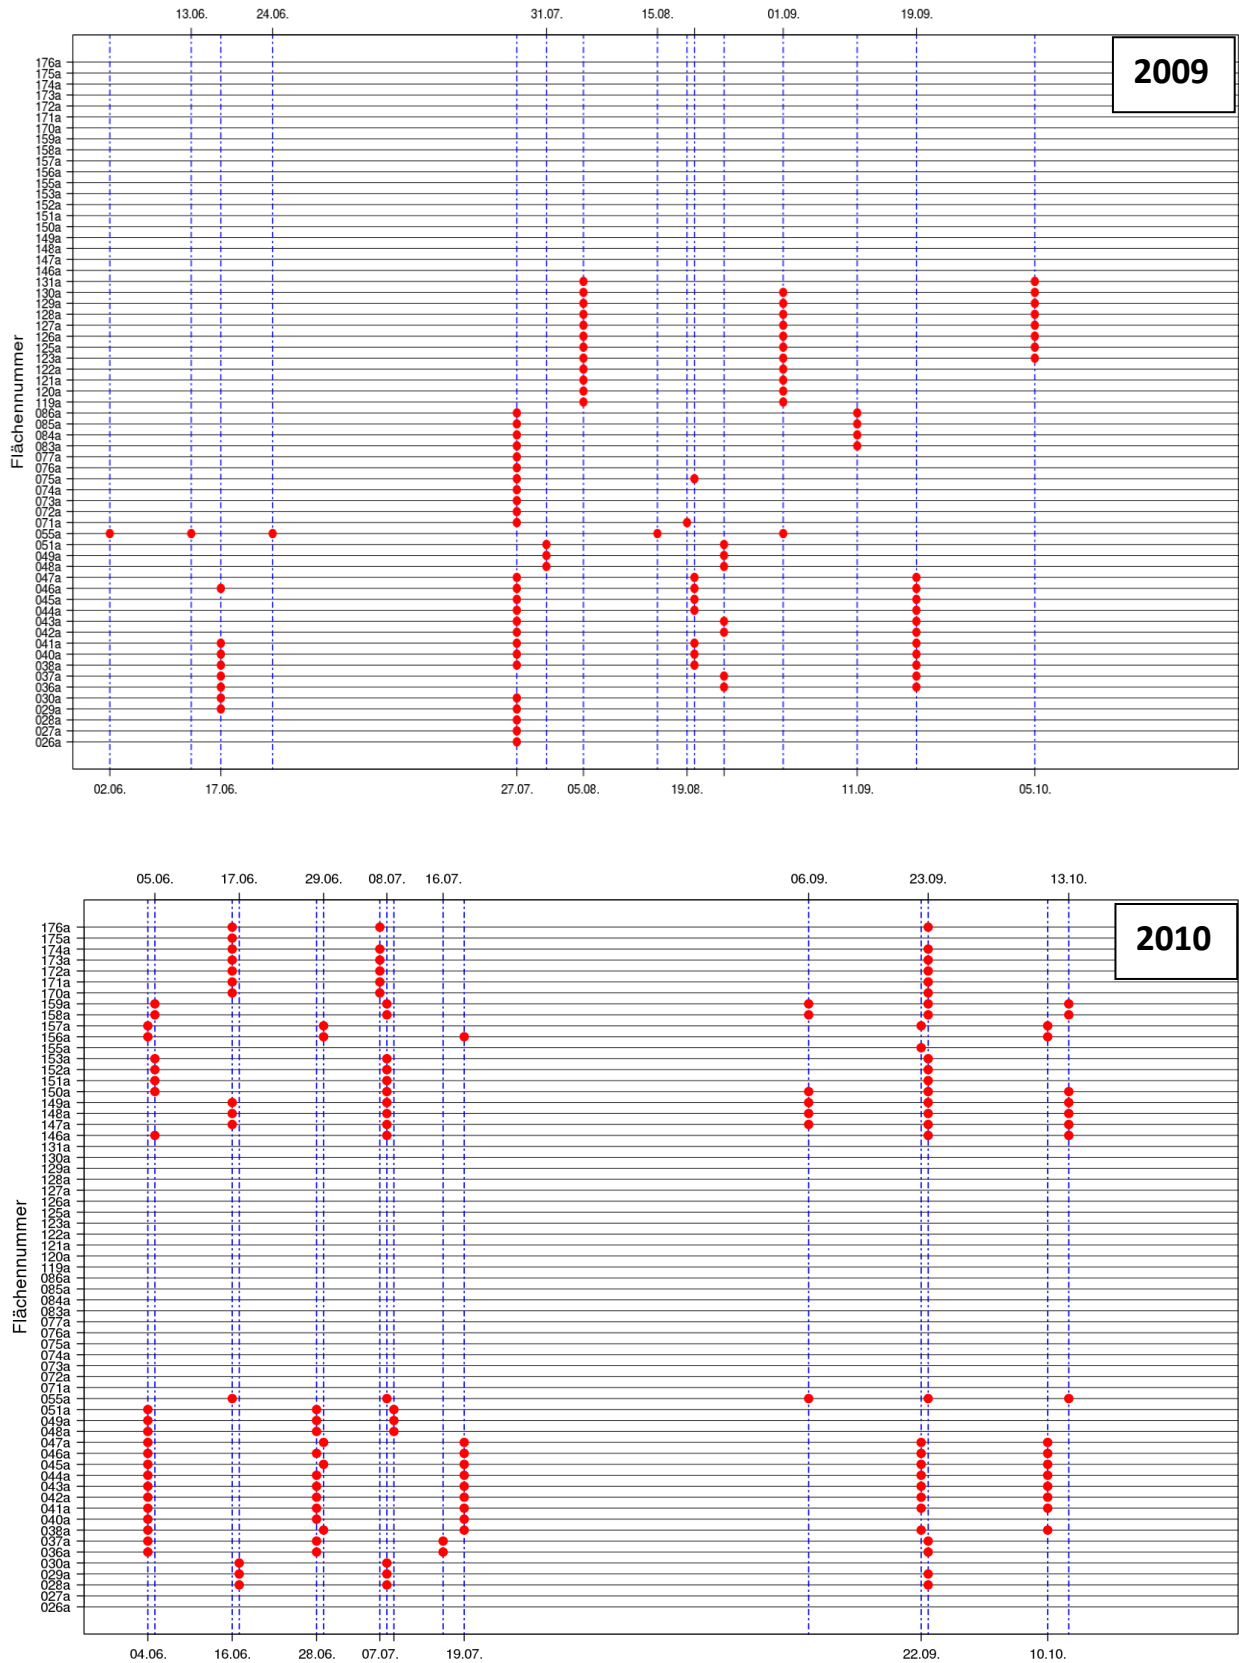 13.06. 24.06. 31.07. 15.08. 01.09. 19.09.
2009
176a
175a
174a
173a
172a
171a
170a
159a
158a
157a
156a
155a
153a
152a
151a
150a
149a
148a
147a
146a
131a
130a
129a
128a
127a
126a
125a
123a
122a
121a
120a
119a
086a
085a
084a
083a
077a
076a
075a
074a
073a
072a
071a
055a
051a
049a
048a
047a
046a
045a
044a
043a
042a
041a
040a
038a
037a
036a
030a
029a
028a
027a
026a
Flächennummer
02.06. 17.06. 27.07. 05.08. 19.08. 11.09. 05.10.
05.06. 17.06. 29.06. 08.07. 16.07. 06.09. 23.09. 13.10.
2010
176a
175a
174a
173a
172a
171a
170a
159a
158a
157a
156a
155a
153a
152a
151a
150a
149a
148a
147a
146a
131a
130a
129a
128a
127a
126a
125a
123a
122a
121a
120a
119a
086a
085a
084a
083a
077a
076a
075a
074a
073a
072a
071a
055a
051a
049a
048a
047a
046a
045a
044a
043a
042a
041a
040a
038a
037a
036a
030a
029a
028a
027a
026a
Flächennummer
04.06. 16.06. 28.06. 07.07. 19.07. 22.09. 10.10.